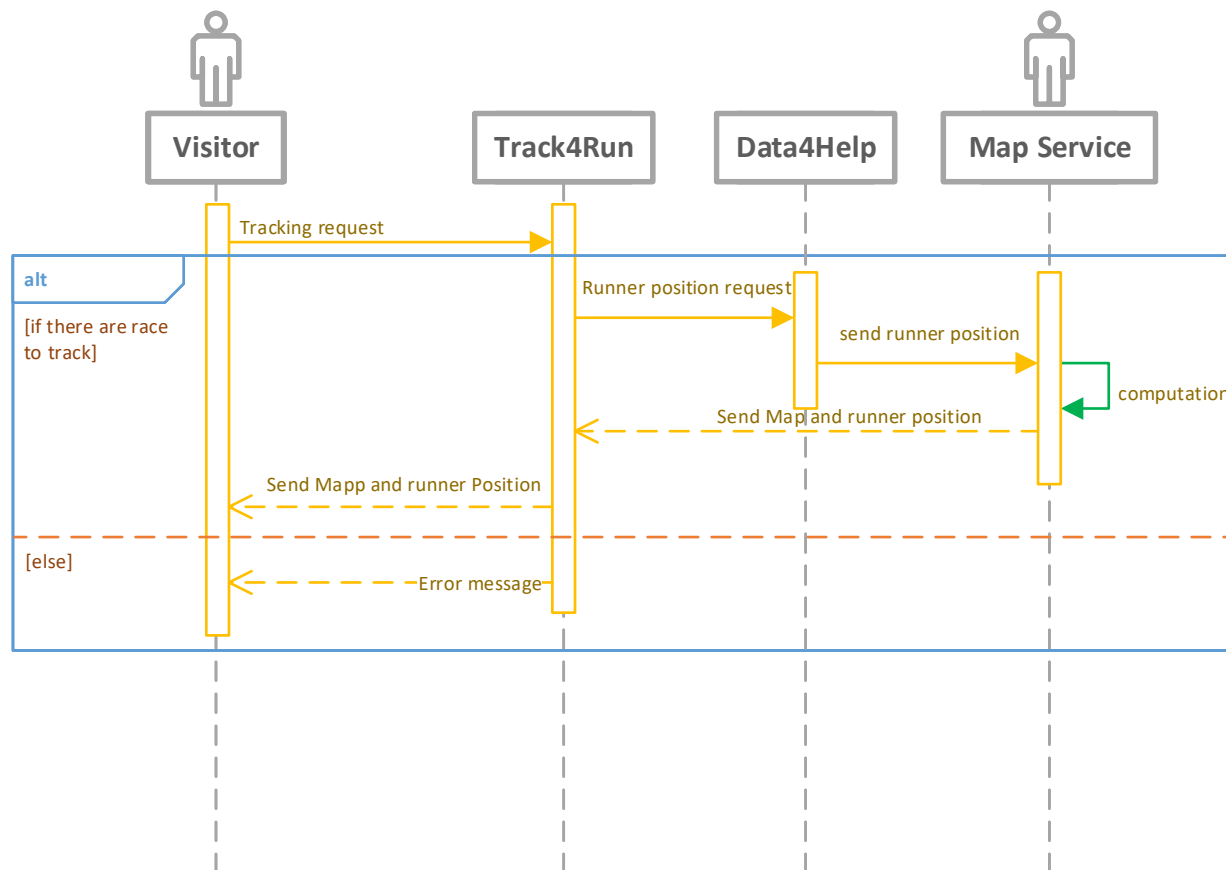 Visitor
Track4Run
Data4Help
Map Service
Tracking request
alt
Runner position request
[if there are race
to track]
send runner position
computation
Send Map and runner position
Send Mapp and runner Position
[else]
Error message